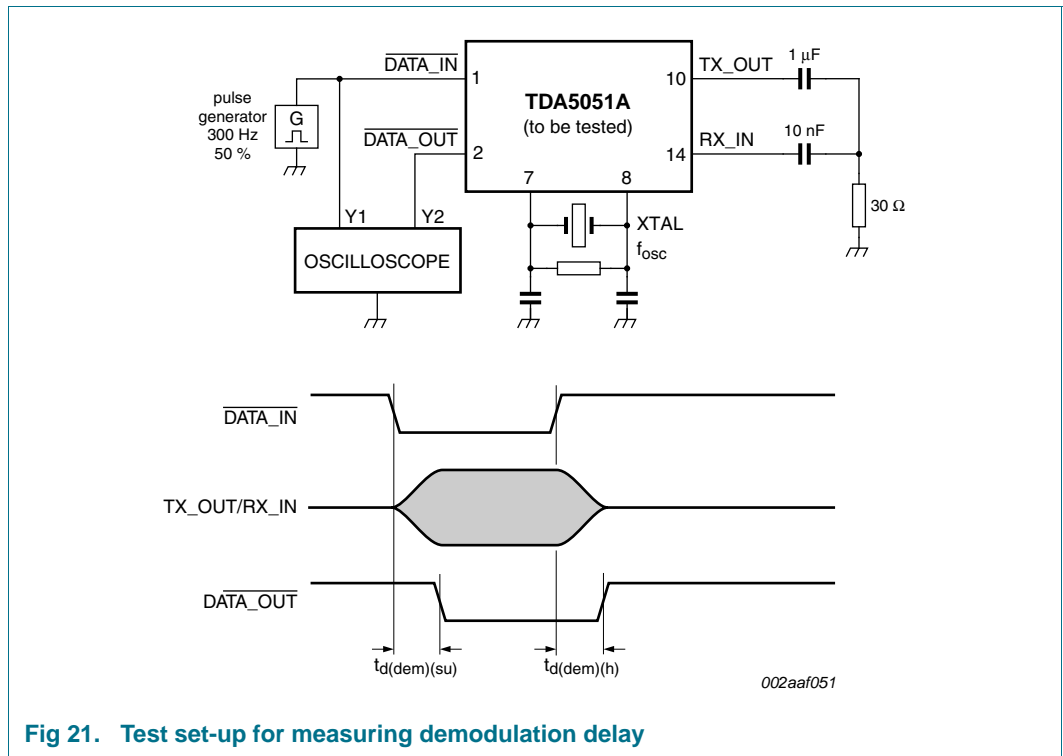 DATA_IN
1
TX_OUT
1 μF
10
pulse
generator
300 Hz
50 %
G
TDA5051A
(to be tested)
DATA_OUT
2
RX_IN
10 nF
14
7
8
Y1
Y2
XTAL
fosc
30 Ω
OSCILLOSCOPE
DATA_IN
TX_OUT/RX_IN
DATA_OUT
td(dem)(su)
td(dem)(h)
002aaf051
Fig 21. Test set-up for measuring demodulation delay